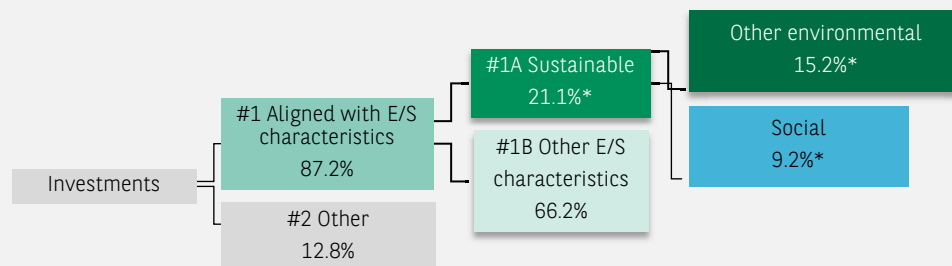 Investments
#1 Aligned with E/S
characteristics
87.2%
#2 Other
12.8%
#1A Sustainable
21.1%*
#1B Other E/S
characteristics
66.2%
Other environmental
15.2%*
Social
9.2%*